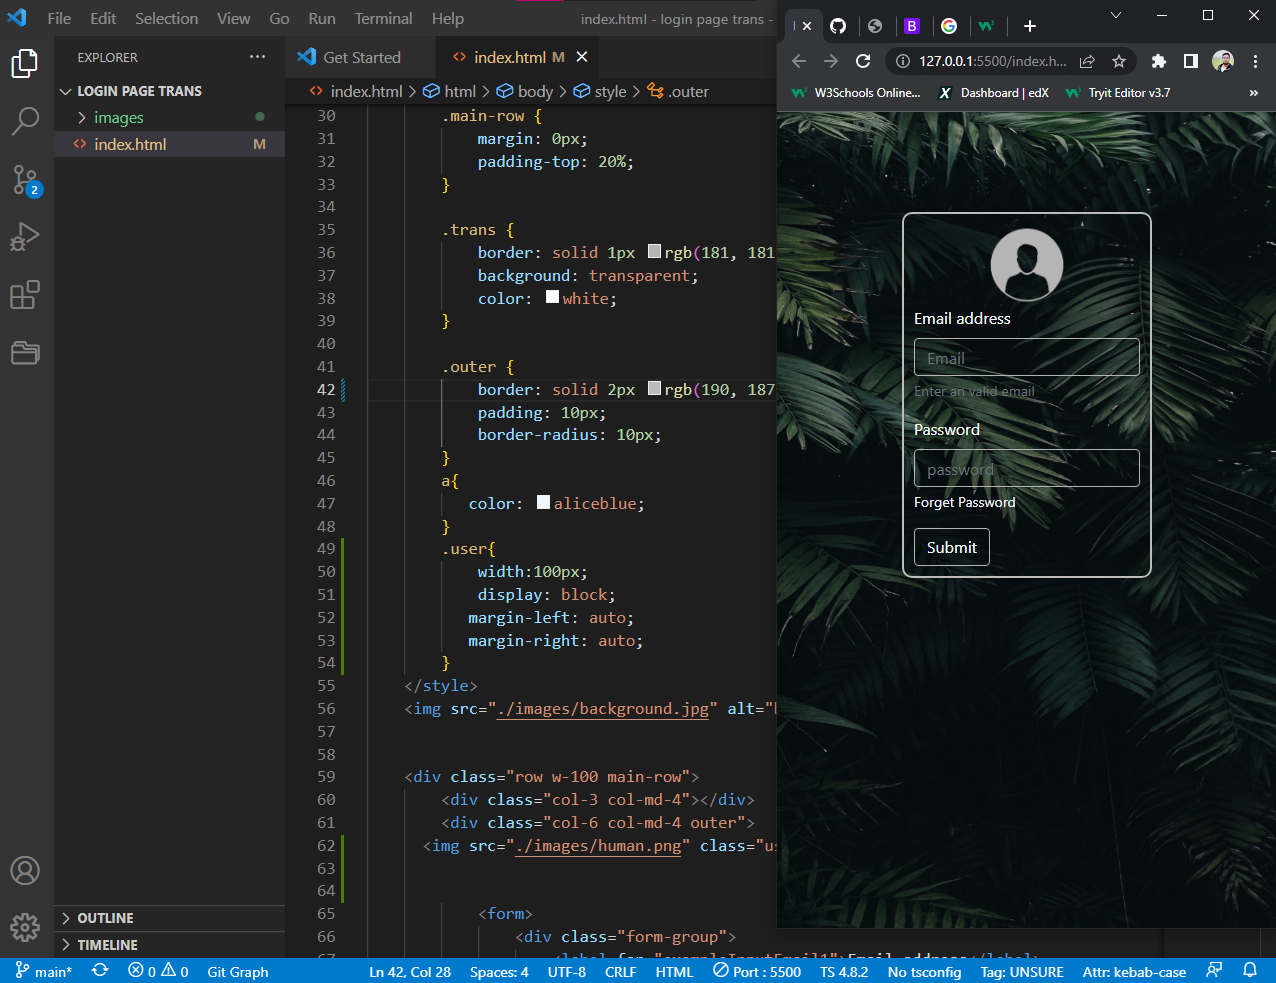 File Edit Selection View Go Run Terminal Help
index.html - login page trans -
EXPLORER
Get Started
index.html M
LOGIN PAGE TRANS
images
index.html M
2
index.html > html > body > style > .outer
30 .main-row {
31 margin: 0px;
32 padding-top: 20%;
33 }
34
35 .trans {
36 border: solid 1px rgb(181, 181
37 background: transparent;
38 color: white;
39 }
40
41 .outer {
42 border: solid 2px rgb(190, 187
43 padding: 10px;
44 border-radius: 10px;
45 }
46 a{
47 color: aliceblue;
48 }
49 .user{
50 width:100px;
51 display: block;
52 margin-left: auto;
53 margin-right: auto;
54 }
55 </style>
56 <img src="./images/background.jpg" alt="
57
58
59 <div class="row w-100 main-row">
60 <div class="col-3 col-md-4"></div>
61 <div class="col-6 col-md-4 outer">
62 <img src="./images/human.png" class="us
63
64
65 <form>
66 <div class="form-group">
67 <label for="exampleInputEmail1">Email address</label>
OUTLINE
TIMELINE
main* 0 0 Git Graph Ln 42, Col 28 Spaces: 4 UTF-8 CRLF HTML Port : 5500 TS 4.8.2 No tsconfig Tag: UNSURE Attr: kebab-case
B
127.0.0.1:5500/index.h...
W3Schools Online...
X Dashboard | edX
Tryit Editor v3.7
»
Email address
Email
Enter an valid email
Password
password
Forget Password
Submit